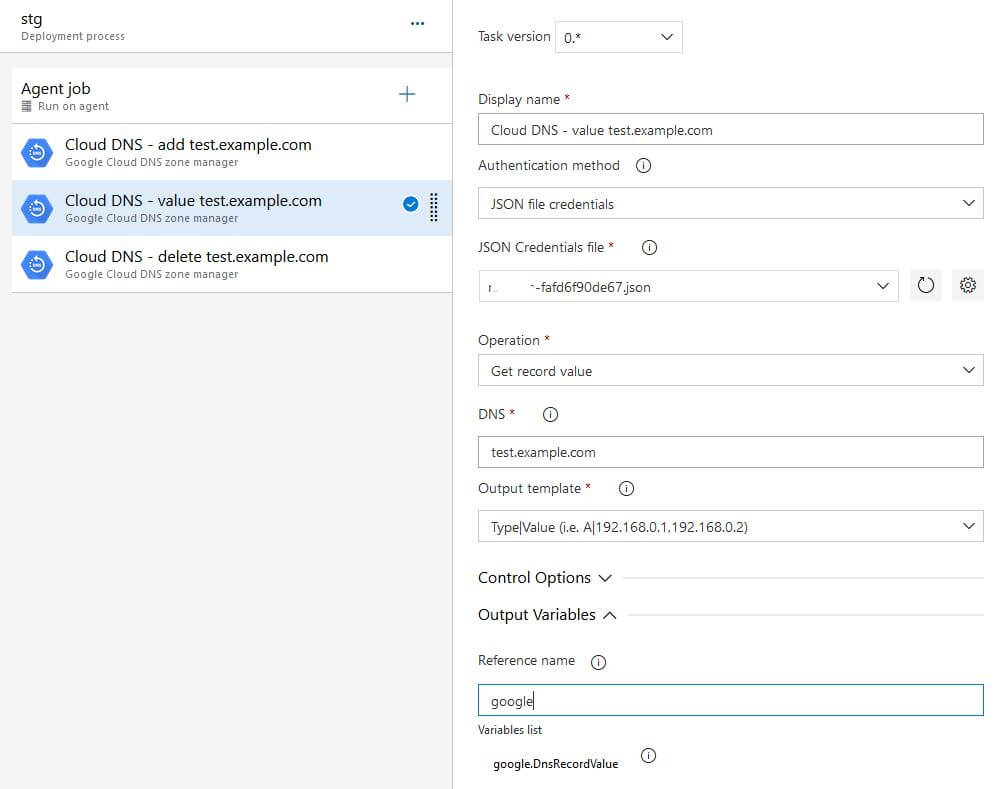 stg
...
Deployment process
Agent job
Run on agent
Cloud DNS - add test.example.com
Google Cloud DNS zone manager
Cloud DNS - value test.example.com
Google Cloud DNS zone manager
Cloud DNS - delete test.example.com
Google Cloud DNS zone manager
Task version 0.*
Display name *
Cloud DNS - value test.example.com
Authentication method
JSON file credentials
JSON Credentials file *
-fafd6f90de67.json
Operation *
Get record value
DNS *
test.example.com
Output template *
Type|Value (i.e. A|192.168.0.1,192.168.0.2)
Control Options
Output Variables
Reference name
google
Variables list
google.DnsRecordValue